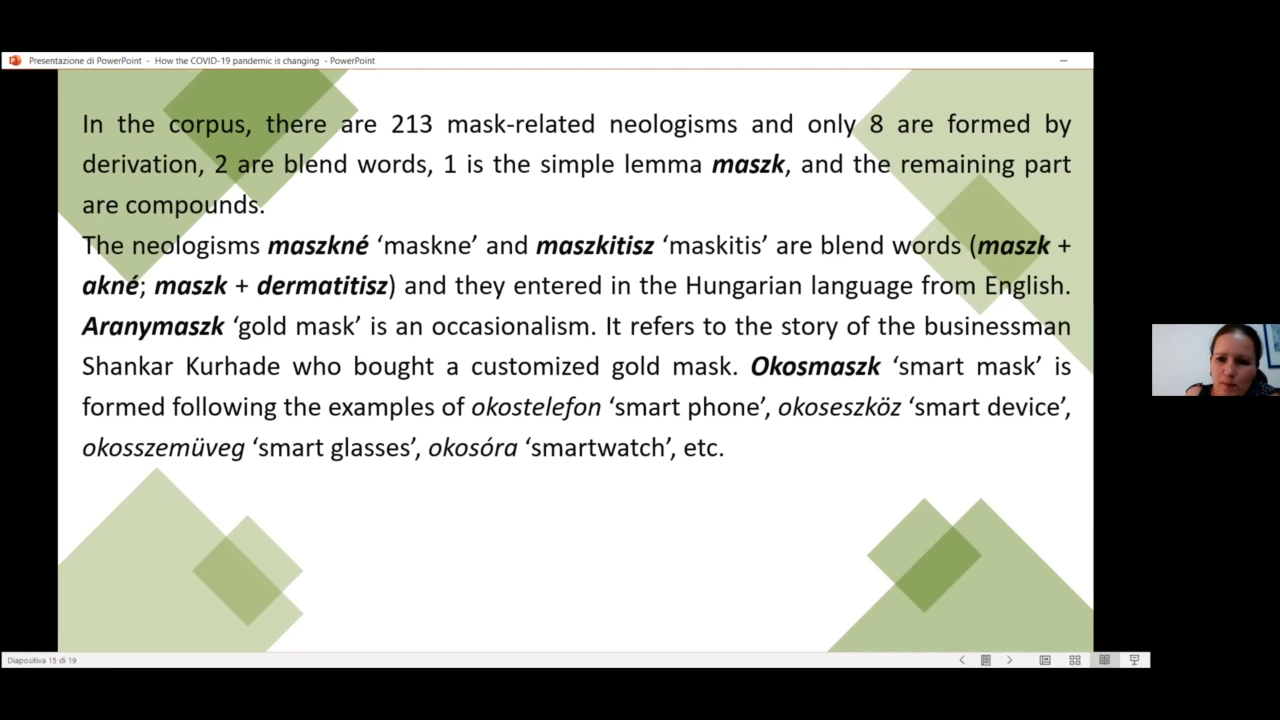 Presentazione di PowerPoint - How the COVID-19 pandemic is changing - PowerPoint
In the corpus, there are 213 mask-related neologisms and only 8 are formed by
derivation, 2 are blend words, 1 is the simple lemma maszk, and the remaining part
are compounds.
The neologisms maszkné ‘maskne’ and maszkitisz ‘maskitis’ are blend words (maszk +
akné; maszk + dermatitisz) and they entered in the Hungarian language from English.
Aranymaszk ‘gold mask’ is an occasionalism. It refers to the story of the businessman
Shankar Kurhade who bought a customized gold mask. Okosmaszk ‘smart mask’ is
formed following the examples of okostelefon ‘smart phone’, okoseszköz ‘smart device’,
okosszemüveg ‘smart glasses’, okosóra ‘smartwatch’, etc.
Diapositiva 15 di 19